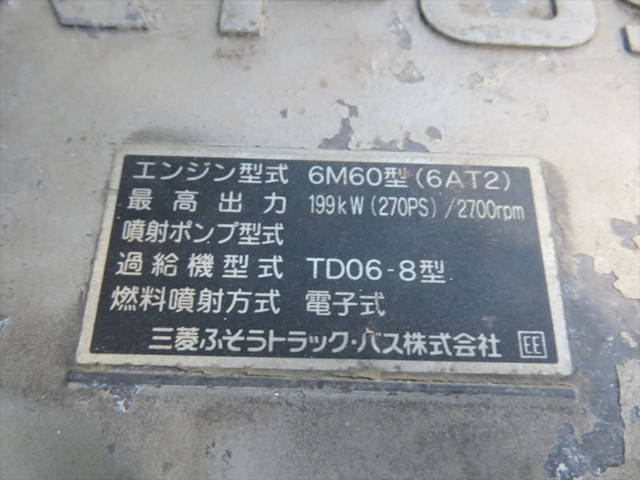 エンジン型式 6M60型(6AT2)
最高出力 199kW(270PS)/2700rpm
噴射ポンプ型式
過給機型式 TD06-8型
燃料噴射方式 電子式
三菱ふそうトラック・バス株式会社 EE